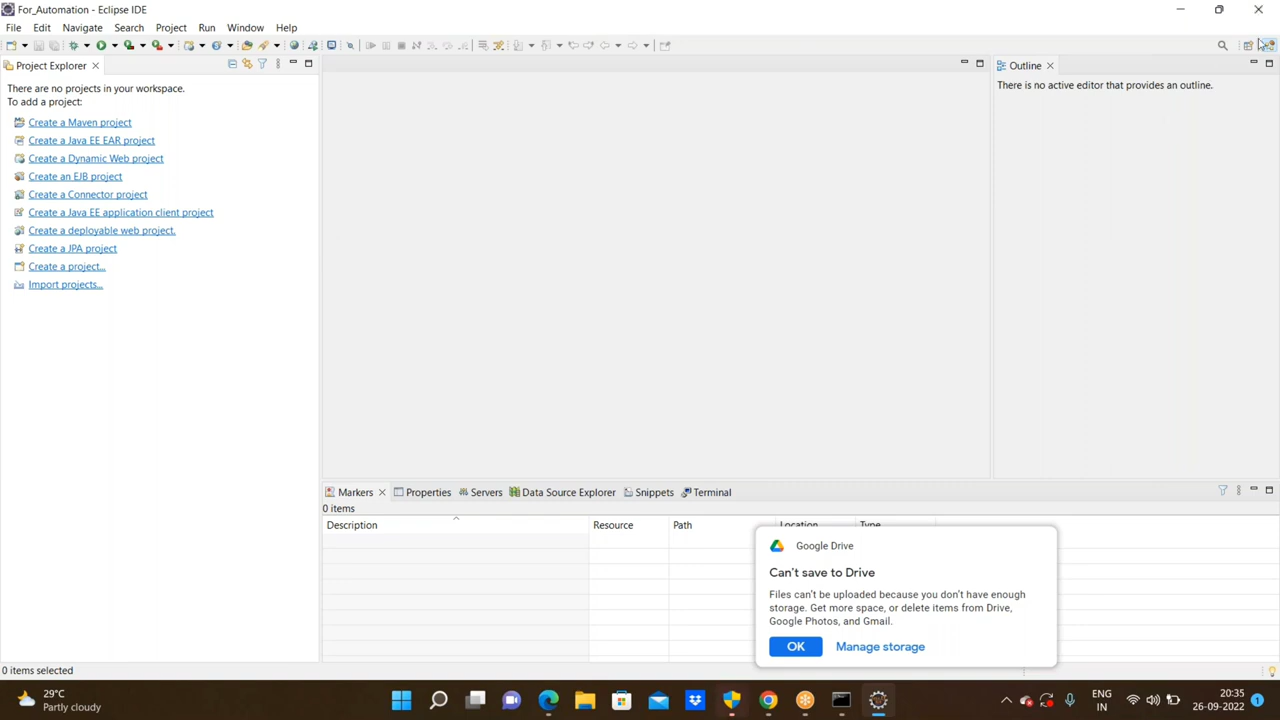 For_Automation - Eclipse IDE
File Edit Navigate Search Project Run Window Help
Project Explorer
Outline
There are no projects in your workspace.
To add a project:
There is no active editor that provides an outline.
Create a Maven project
Create a Java EE EAR project
Create a Dynamic Web project
Create an EJB project
Create a Connector project
Create a Java EE application client project
Create a deployable web project.
Create a JPA project
Create a project...
Import projects...
Markers Properties Servers Data Source Explorer Snippets Terminal
0 items
Description Resource Path Location Type
Google Drive
Can't save to Drive
Files can't be uploaded because you don't have enough
storage. Get more space, or delete items from Drive,
Google Photos, and Gmail.
OK Manage storage
0 items selected
29°C
Partly cloudy
ENG
IN
20:35
26-09-2022
1